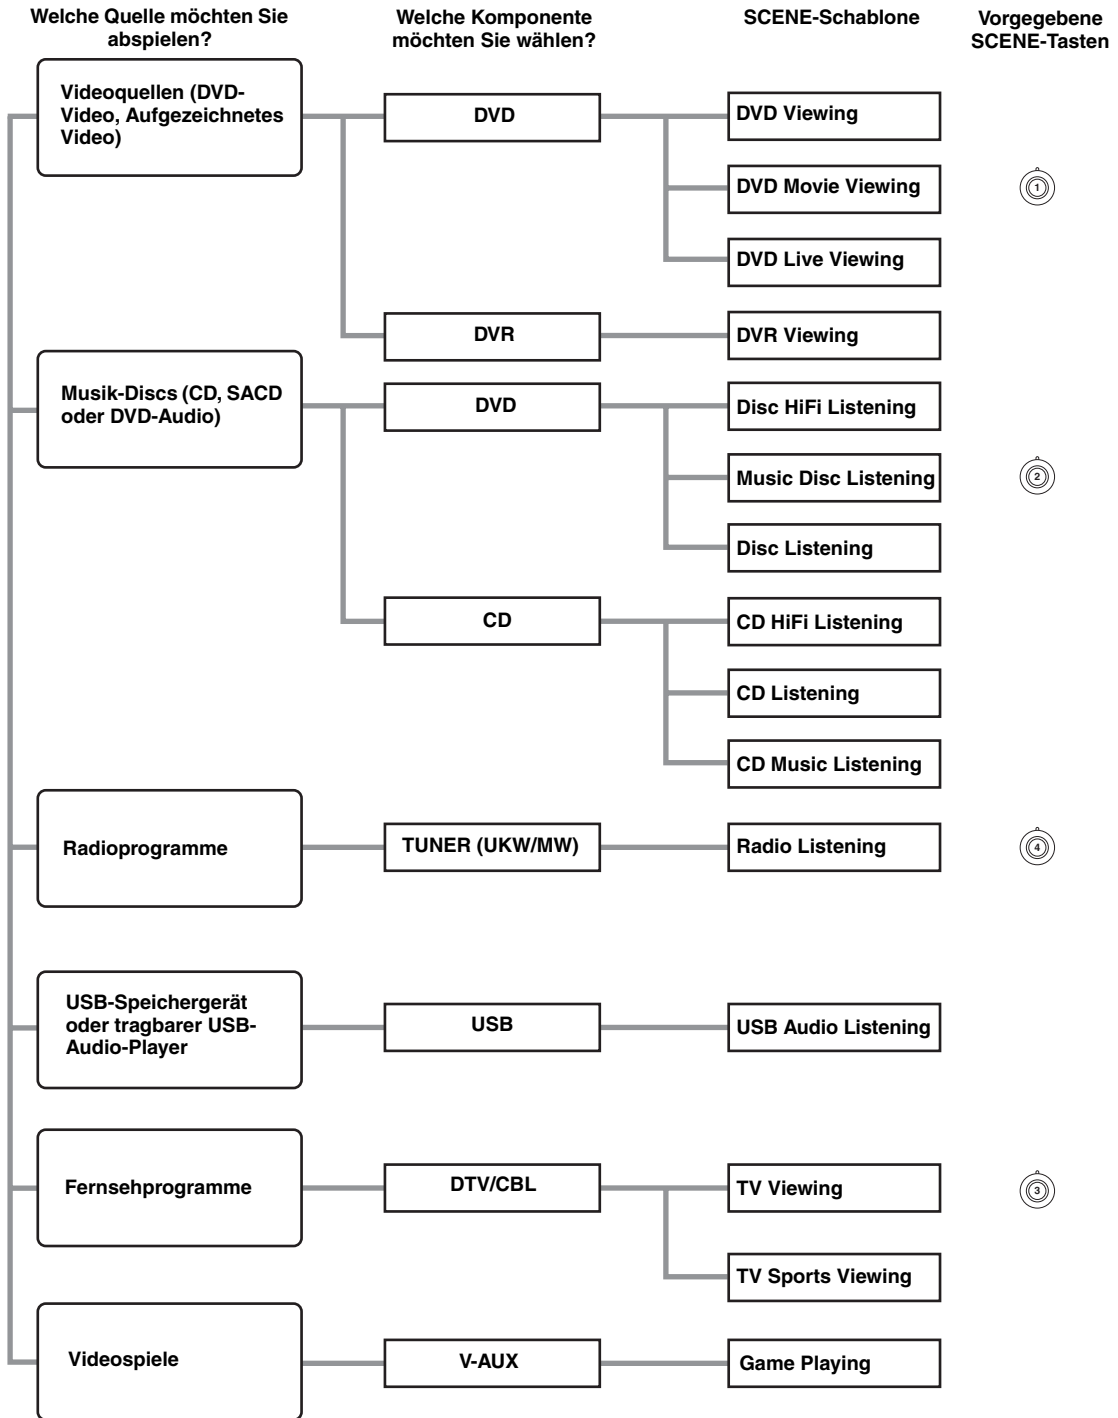 Welche Quelle möchten Sie
abspielen?
Welche Komponente
möchten Sie wählen?
SCENE-Schablone
Vorgegebene
SCENE-Tasten
Videoquellen (DVD-
Video, Aufgezeichnetes
Video)
DVD
DVD Viewing
DVD Movie Viewing
1
DVD Live Viewing
DVR
DVR Viewing
Musik-Discs (CD, SACD
oder DVD-Audio)
DVD
Disc HiFi Listening
Music Disc Listening
2
Disc Listening
CD
CD HiFi Listening
CD Listening
CD Music Listening
Radioprogramme
TUNER (UKW/MW)
Radio Listening
4
USB-Speichergerät
oder tragbarer USB-
Audio-Player
USB
USB Audio Listening
Fernsehprogramme
DTV/CBL
TV Viewing
3
TV Sports Viewing
Videospiele
V-AUX
Game Playing